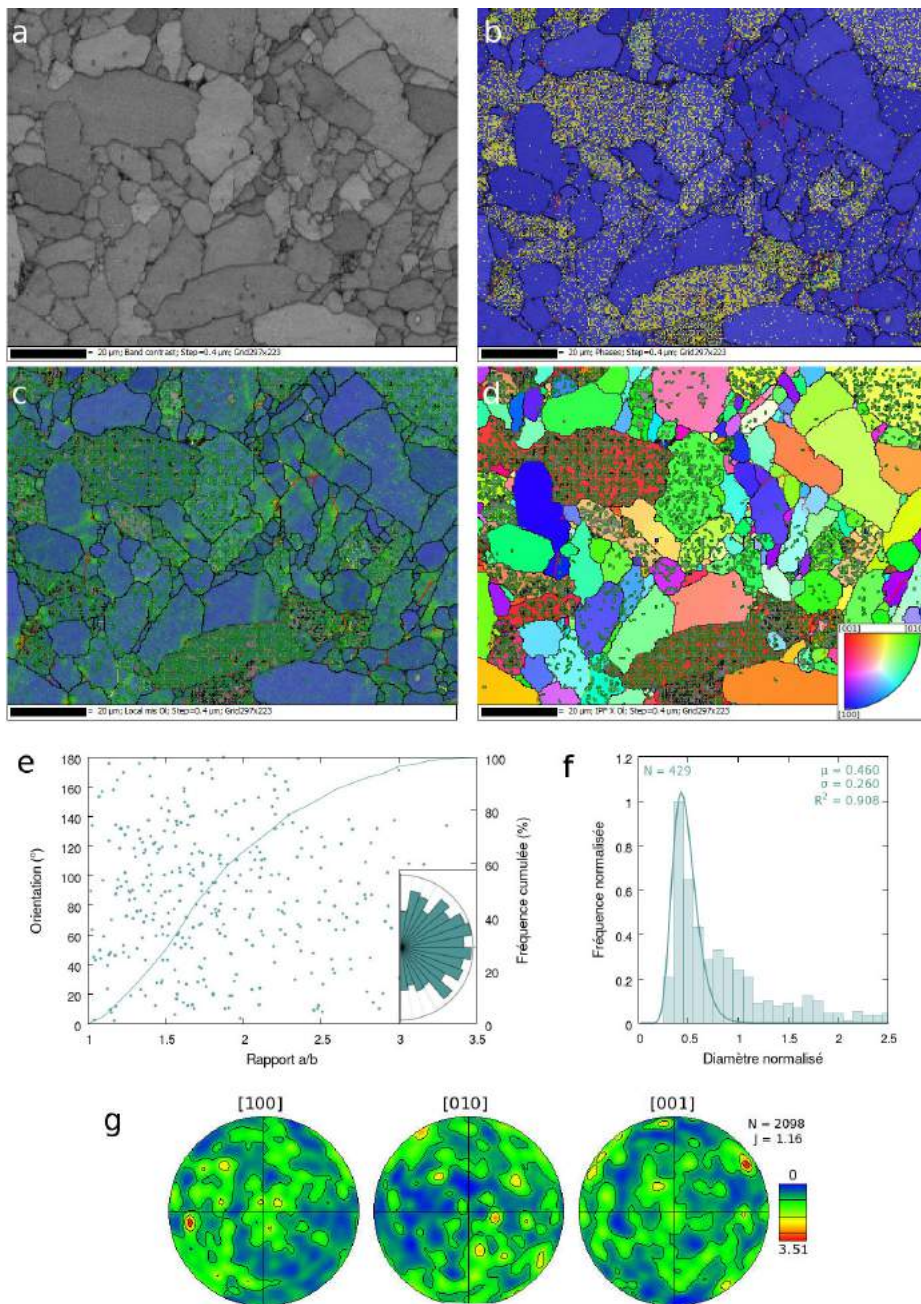 a
b
= 20 µm; Band contrast; Step=0.4 µm; Grid297x223
= 20 µm; Phases; Step=0.4 µm; Grid297x223
c
d
[001]
[010]
[100]
= 20 µm; Local mis Ol; Step=0.4 µm; Grid297x223
= 20 µm; IPF X Ol; Step=0.4 µm; Grid297x223
e
180
160
140
120
100
80
60
40
20
0
Orientation (°)
1
1.5
2
2.5
3
3.5
Rapport a/b
100
80
60
40
20
0
Fréquence cumulée (%)
f
N = 429
µ = 0.460
σ = 0.260
R² = 0.908
1.2
1
0.8
0.6
0.4
0.2
0
Fréquence normalisée
0
0.5
1
1.5
2
2.5
Diamètre normalisé
g
[100]
[010]
[001]
N = 2098
J = 1.16
0
3.51